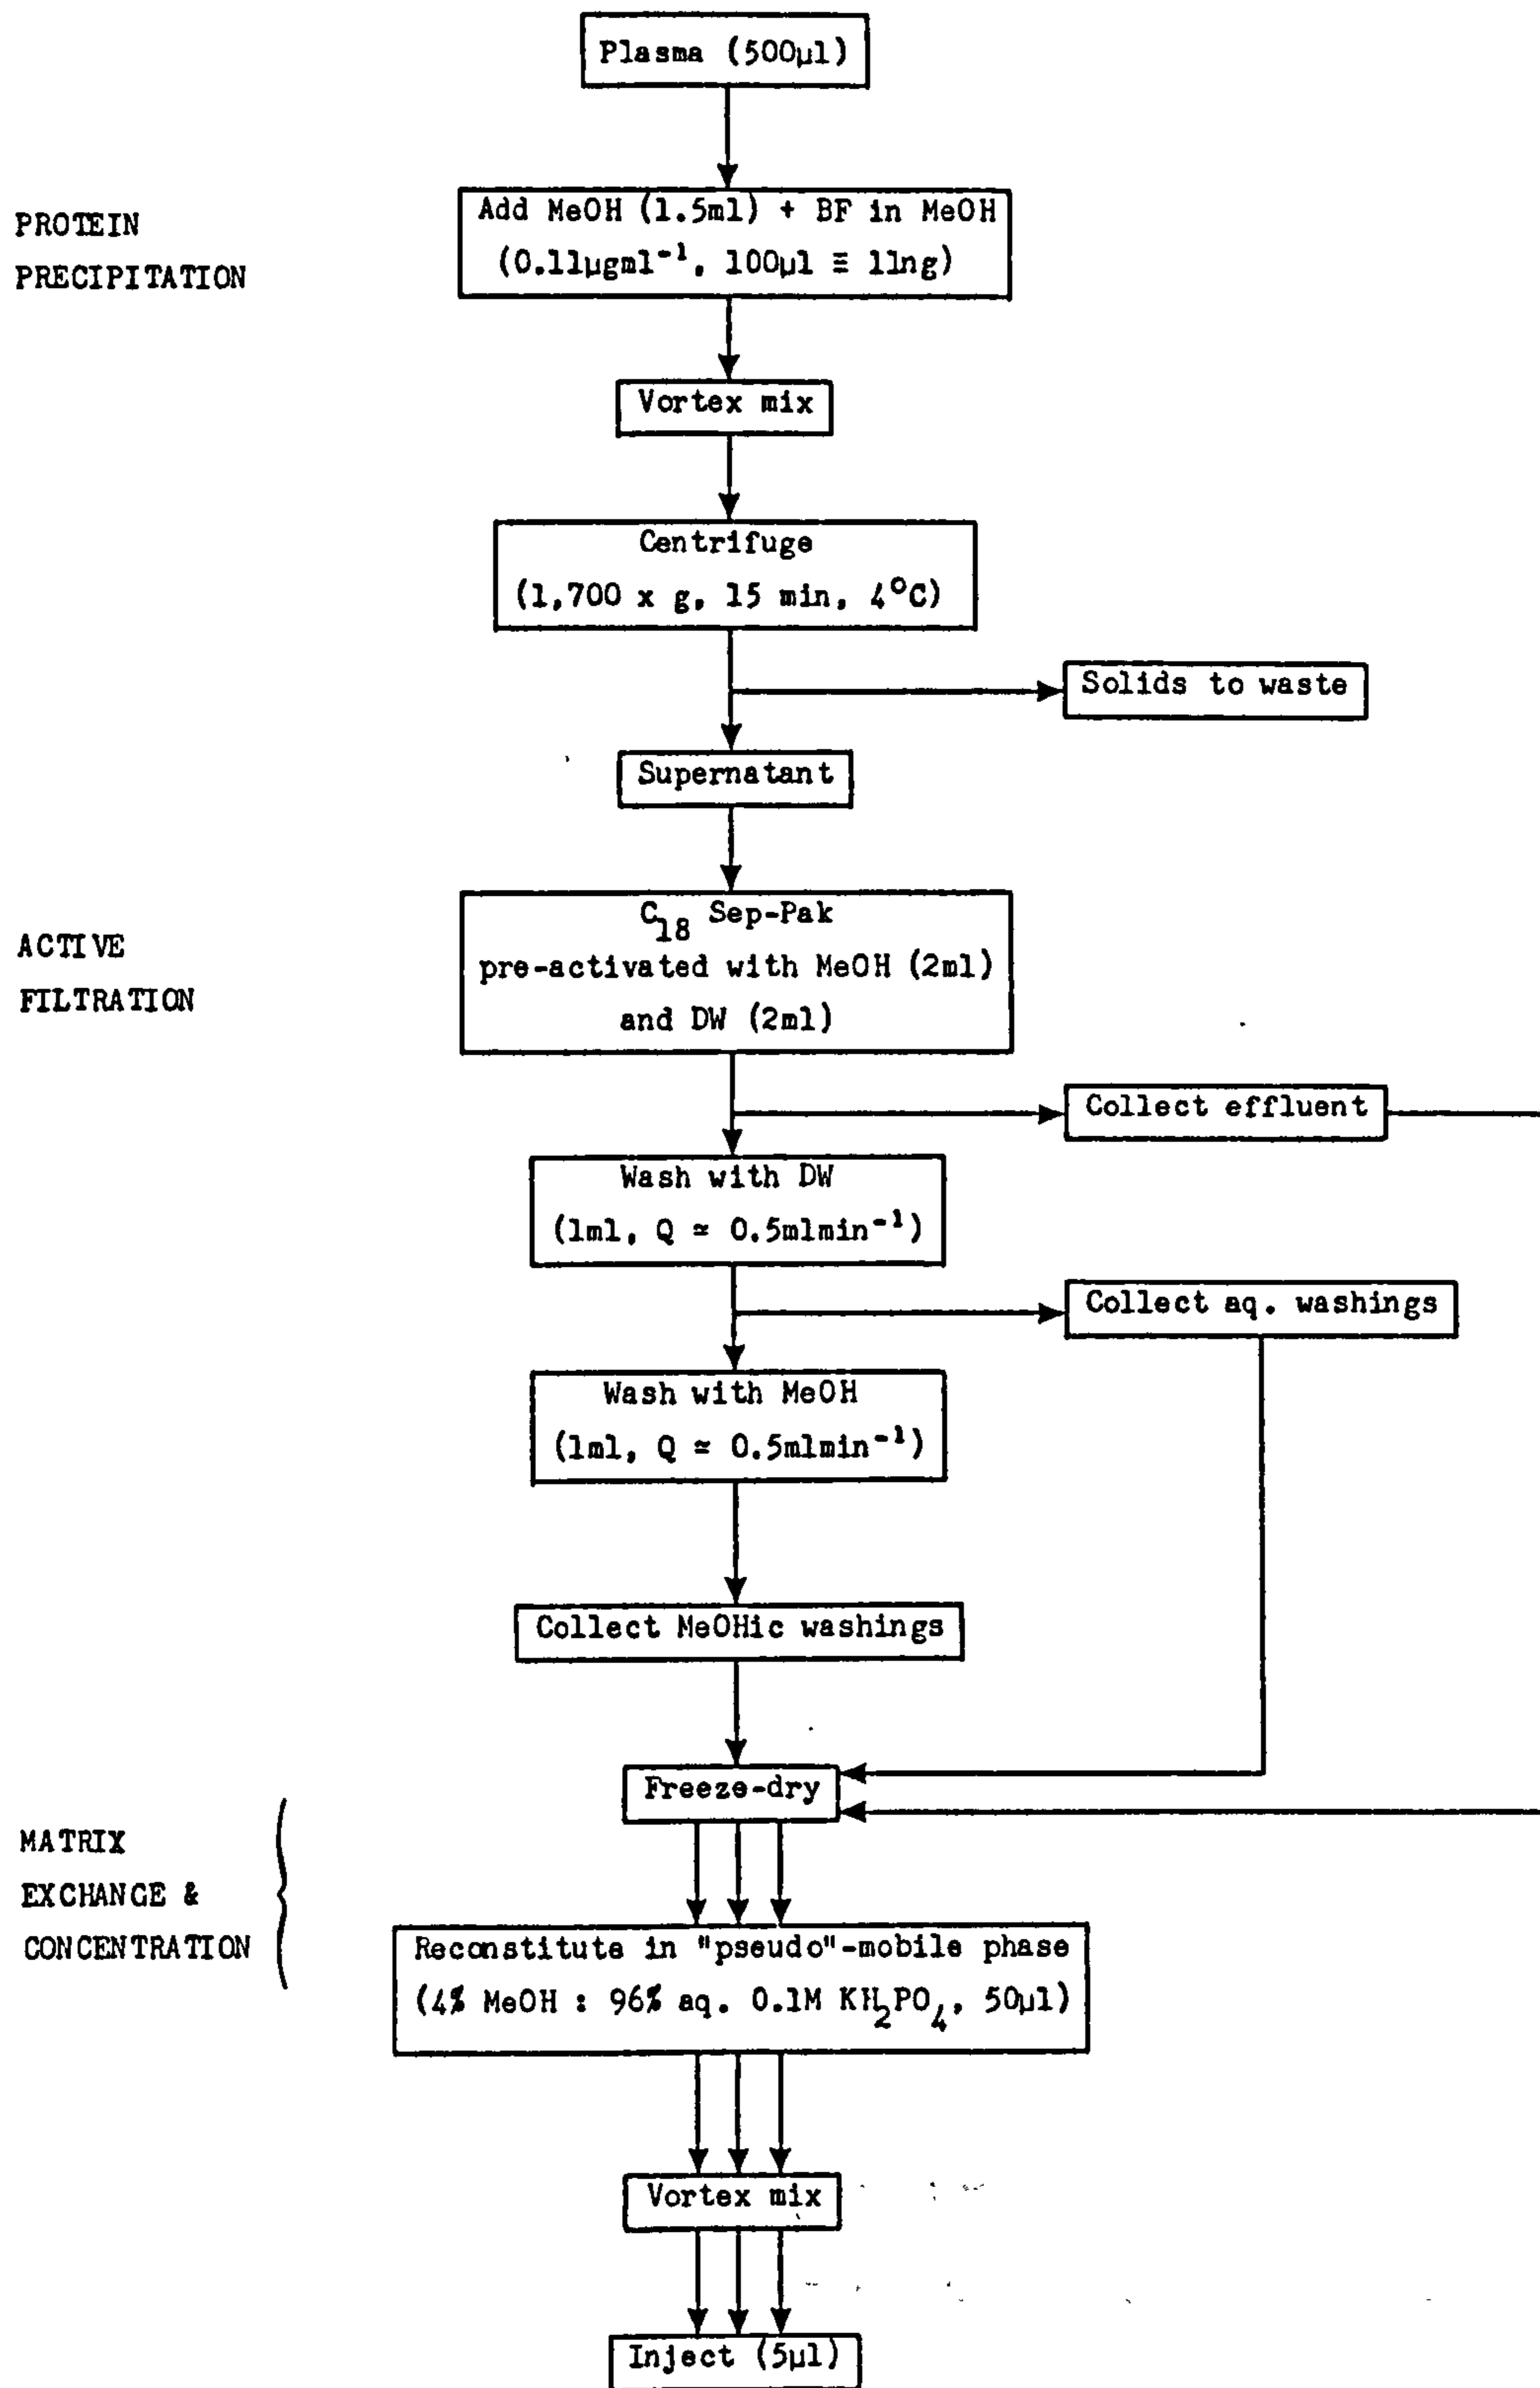 Plasma (500µl)
PROTEIN
PRECIPITATION
Add MeOH (1.5ml) + BF in MeOH
(0.11µgml⁻¹, 100µl ≡ 11ng)
Vortex mix
Centrifuge
(1,700 x g, 15 min, 4°C)
Solids to waste
Supernatant
ACTIVE
FILTRATION
C₁₈ Sep-Pak
pre-activated with MeOH (2ml)
and DW (2ml)
Collect effluent
Wash with DW
(1ml, Q ≃ 0.5mlmin⁻¹)
Collect aq. washings
Wash with MeOH
(1ml, Q ≃ 0.5mlmin⁻¹)
Collect MeOHic washings
Freeze-dry
MATRIX
EXCHANGE &
CONCENTRATION
Reconstitute in "pseudo"-mobile phase
(4% MeOH : 96% aq. 0.1M KH₂PO₄, 50µl)
Vortex mix
Inject (5µl)